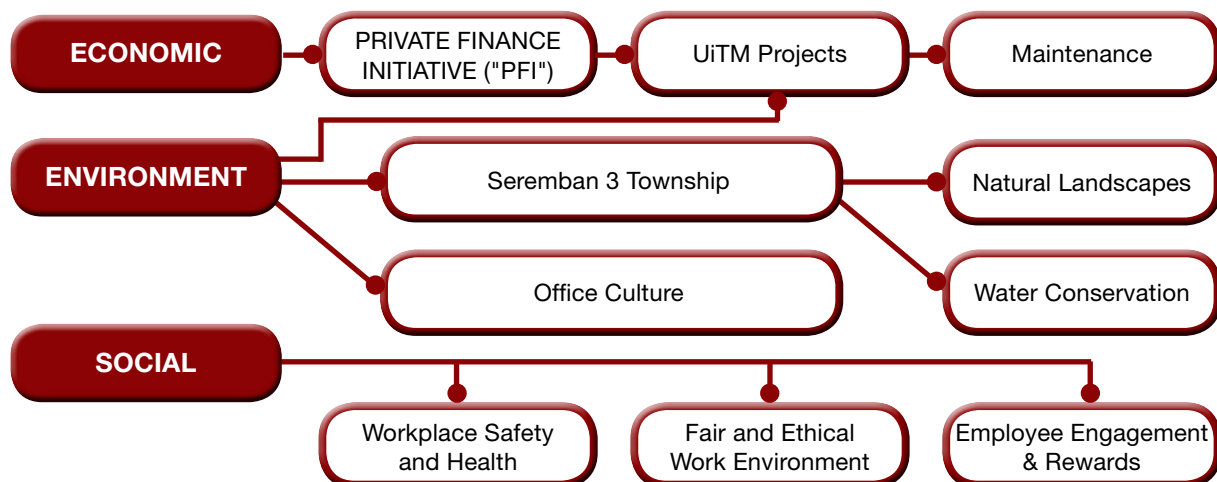 ECONOMIC
PRIVATE FINANCE
INITIATIVE ("PFI")
UiTM Projects
Maintenance
ENVIRONMENT
Seremban 3 Township
Natural Landscapes
Office Culture
Water Conservation
SOCIAL
Workplace Safety
and Health
Fair and Ethical
Work Environment
Employee Engagement
& Rewards